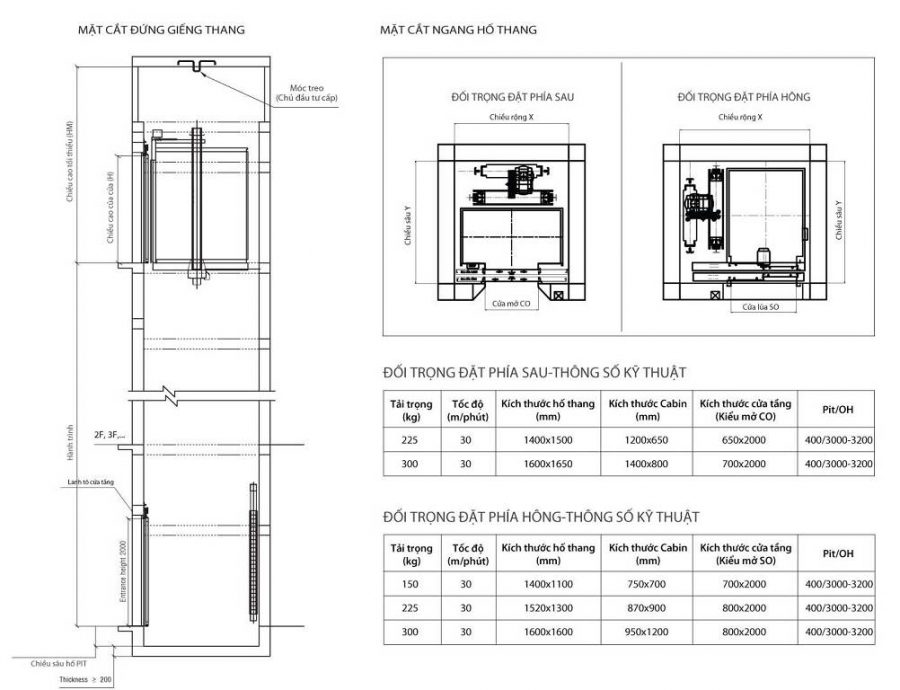 MẶT CẮT ĐỨNG GIẾNG THANG
MẶT CẮT NGANG HỐ THANG
Móc treo
(Chủ đầu tư cấp)
Chiều cao tối thiểu (HM)
Chiều cao của cửa (H)
Hành trình
2F, 3F,...
Lanh tô cửa tầng
Entrance height 2000
Chiều sâu hố PIT
Thickness ≥ 200
ĐỐI TRỌNG ĐẶT PHÍA SAU
Chiều rộng X
Chiều sâu Y
Cửa mở CO
ĐỐI TRỌNG ĐẶT PHÍA HÔNG
Chiều rộng X
Chiều sâu Y
Cửa lùa SO
ĐỐI TRỌNG ĐẶT PHÍA SAU-THÔNG SỐ KỸ THUẬT
Tải trọng (kg) Tốc độ (m/phút) Kích thước hố thang (mm) Kích thước Cabin (mm) Kích thước cửa tầng (Kiểu mở CO) Pit/OH
225 30 1400x1500 1200x650 650x2000 400/3000-3200
300 30 1600x1650 1400x800 700x2000 400/3000-3200
ĐỐI TRỌNG ĐẶT PHÍA HÔNG-THÔNG SỐ KỸ THUẬT
Tải trọng (kg) Tốc độ (m/phút) Kích thước hố thang (mm) Kích thước Cabin (mm) Kích thước cửa tầng (Kiểu mở SO) Pit/OH
150 30 1400x1100 750x700 700x2000 400/3000-3200
225 30 1520x1300 870x900 800x2000 400/3000-3200
300 30 1600x1600 950x1200 800x2000 400/3000-3200